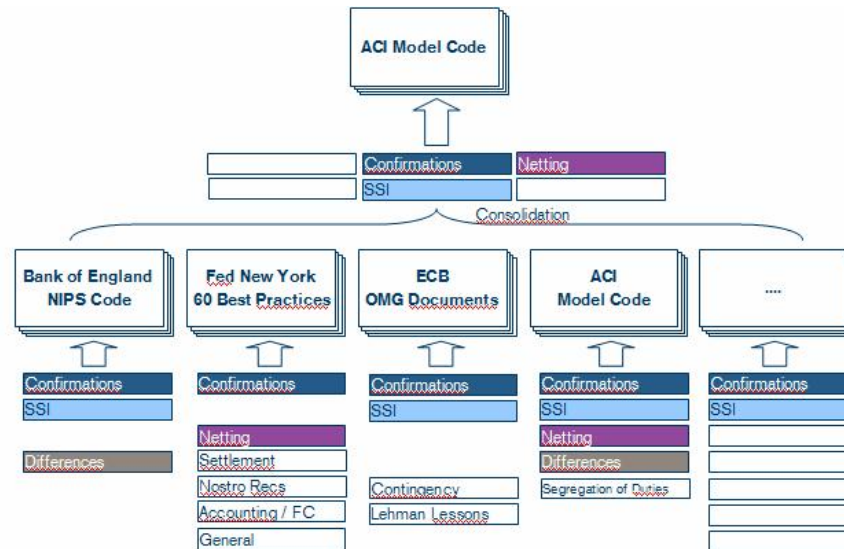 ACI Model Code
Confirmations
Netting
SSI
Consolidation
Bank of England
NIPS Code
Fed New York
60 Best Practices
ECB
OMG Documents
ACI
Model Code
....
Confirmations
SSI
Differences
Confirmations
Netting
Settlement
Nostro Recs
Accounting / FC
General
Confirmations
SSI
Contingency
Lehman Lessons
Confirmations
SSI
Netting
Differences
Segregation of Duties
Confirmations
SSI